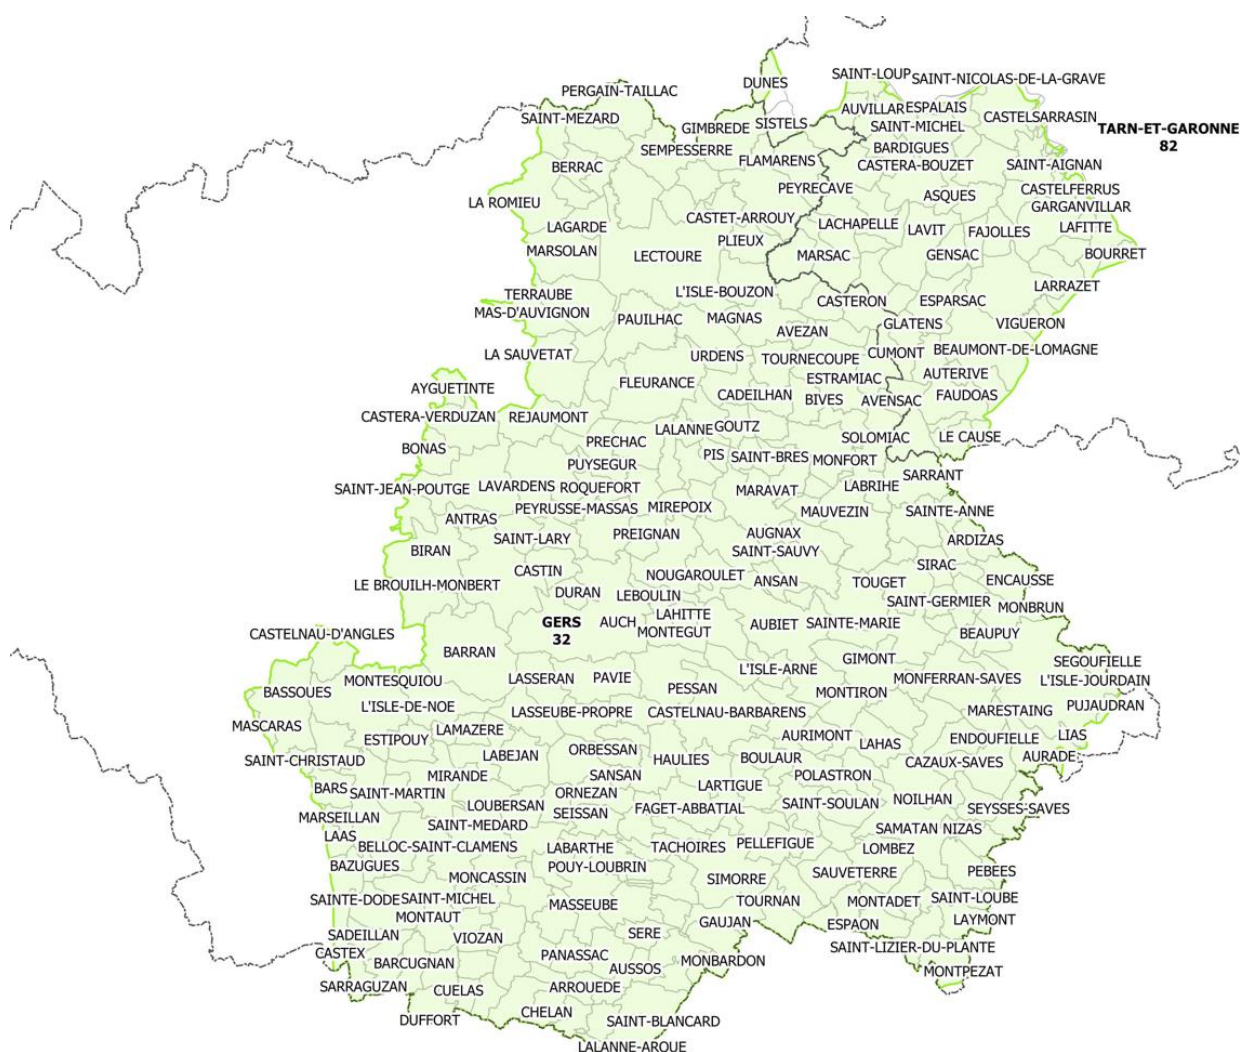 SAINT-LOUP
SAINT-NICOLAS-DE-LA-GRAVE
DUNES
PERGAIN-TAILLAC
AUVILLAR
ESPALAIS
SAINT-MEZARD
CASTELSARRASIN
GIMBREDE
SISTELS
SAINT-MICHEL
TARN-ET-GARONNE
82
SEMPESSERRE
BARDIGUES
FLAMARENS
CASTERA-BOUZET
SAINT-AIGNAN
BERRAC
PEYRECAVE
ASQUES
CASTELFERRUS
LA ROMIEU
GARGANVILLAR
CASTET-ARROUY
LACHAPELLE
LAGARDE
LAVIT
FAJOLLES
LAFITTE
PLIEUX
MARSOLAN
LECTOURE
MARSAC
GENSAC
BOURRET
LARRAZET
TERRAUBE
L'ISLE-BOUZON
CASTERON
ESPARSAC
MAS-D'AUVIGNON
PAUILHAC
MAGNAS
AVEZAN
GLATENS
VIGUERON
LA SAUVETAT
URDENS
TOURNECOUPE
CUMONT
BEAUMONT-DE-LOMAGNE
AYGUETINTE
FLEURANCE
ESTRAMIAC
AUTERIVE
CADEILHAN
BIVES
AVENSAC
FAUDOAS
CASTERA-VERDUZAN
REJAUMONT
LALANNE
GOUTZ
PRECHAC
SOLOMIAC
LE CAUSE
BONAS
PIS
SAINT-BRES
MONFORT
PUYSEGUR
SARRANT
SAINT-JEAN-POUTGE
LAVARDENS
ROQUEFORT
MARAVAT
LABRIHE
PEYRUSSE-MASSAS
MIREPOIX
MAUVEZIN
SAINTE-ANNE
ANTRAS
SAINT-LARY
PREIGNAN
AUGNAX
ARDIZAS
BIRAN
SAINT-SAUVY
SIRAC
CASTIN
NOUGAROULET
ANSAN
TOUGET
ENCAUSSE
LE BROUILH-MONBERT
DURAN
LEBOULIN
SAINT-GERMIER
MONBRUN
GERS
32
AUCH
LAHITTE
MONTEGUT
AUBIET
SAINTE-MARIE
BEAUPUY
CASTELNAU-D'ANGLES
BARRAN
GIMONT
SEGOUFIELLE
L'ISLE-ARNE
MONTESQUIOU
LASSERAN
PAVIE
PESSAN
MONFERRAN-SAVES
L'ISLE-JOURDAIN
BASSOUES
MONTIRON
L'ISLE-DE-NOE
LASSEUBE-PROPRE
CASTELNAU-BARBARENS
MARESTAING
PUJAUDRAN
MASCARAS
LAMAZERE
AURIMONT
LIAS
ESTIPOUY
LAHAS
ENDOUFIELLE
SAINT-CHRISTAUD
LABEJAN
ORBESSAN
HAULIES
BOULAUR
CAZAUX-SAVES
AURADE
MIRANDE
SANSAN
POLASTRON
BARS
SAINT-MARTIN
ORNEZAN
LARTIGUE
LOUBERSAN
FAGET-ABBATIAL
SAINT-SOULAN
NOILHAN
SEYSSES-SAVES
MARSEILLAN
SEISSAN
SAINT-MEDARD
SAMATAN
NIZAS
LAAS
BELLOC-SAINT-CLAMENS
LABARTHE
TACHOIRES
PELLEFIGUE
LOMBEZ
BAZUGUES
POUY-LOUBRIN
SAUVETERRE
PEBEES
MONCASSIN
SIMORRE
SAINTE-DODE
SAINT-MICHEL
MASSEUBE
TOURNAN
MONTADET
SAINT-LOUBE
MONTAUT
GAUJAN
ESPAON
LAYMONT
SADEILLAN
VIOZAN
SERE
SAINT-LIZIER-DU-PLANTE
CASTEX
BARCUGNAN
PANASSAC
AUSSOS
MONBARDON
MONTPEZAT
SARRAGUZAN
CUELAS
ARROUEDE
DUFFORT
CHELAN
SAINT-BLANCARD
LALANNE-AROUE